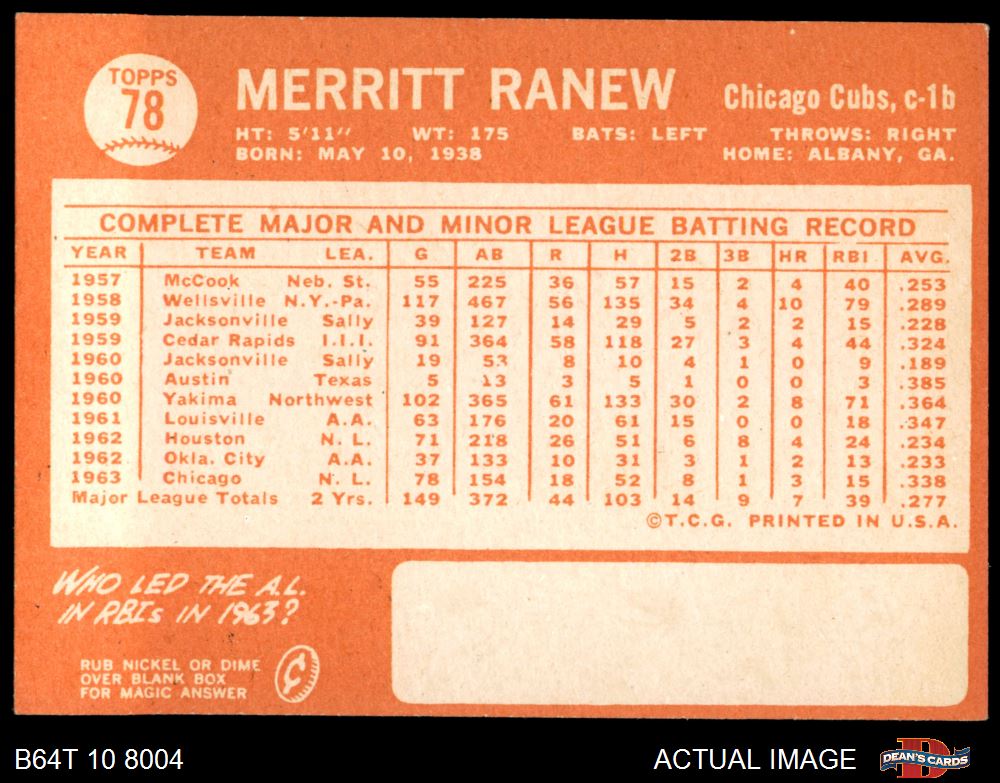 TOPPS
78
MERRITT RANEW
Chicago Cubs, c-1b
HT: 5'11" WT: 175 BATS: LEFT THROWS: RIGHT
BORN: MAY 10, 1938 HOME: ALBANY, GA.
COMPLETE MAJOR AND MINOR LEAGUE BATTING RECORD
YEAR TEAM LEA. G AB R H 2B 3B HR RBI AVG.
1957 McCook Neb. St. 55 225 36 57 15 2 4 40 .253
1958 Wellsville N.Y.-Pa. 117 467 56 135 34 4 10 79 .289
1959 Jacksonville Sally 39 127 14 29 5 2 2 15 .228
1959 Cedar Rapids I.I.I. 91 364 58 118 27 3 4 44 .324
1960 Jacksonville Sally 19 53 8 10 4 1 0 9 .189
1960 Austin Texas 5 13 3 5 1 0 0 3 .385
1960 Yakima Northwest 102 365 61 133 30 2 8 71 .364
1961 Louisville A.A. 63 176 20 61 15 0 0 18 .347
1962 Houston N. L. 71 218 26 51 6 8 4 24 .234
1962 Okla. City A.A. 37 133 10 31 3 1 2 13 .233
1963 Chicago N. L. 78 154 18 52 8 1 3 15 .338
Major League Totals 2 Yrs. 149 372 44 103 14 9 7 39 .277
©T.C.G. PRINTED IN U.S.A.
WHO LED THE A.L.
IN RBIs IN 1963?
RUB NICKEL OR DIME
OVER BLANK BOX
FOR MAGIC ANSWER
¢
B64T 10 8004
ACTUAL IMAGE
DEAN'S CARDS